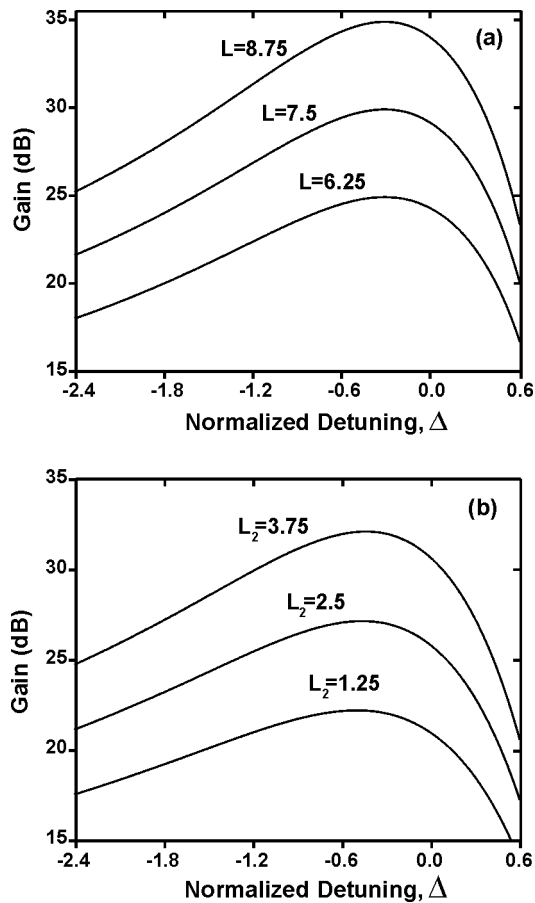 (a)
35
L=8.75
30
L=7.5
25
L=6.25
20
15
Gain (dB)
-2.4 -1.8 -1.2 -0.6 0.0 0.6
Normalized Detuning, Δ
(b)
35
L₂=3.75
30
L₂=2.5
25
L₂=1.25
20
15
Gain (dB)
-2.4 -1.8 -1.2 -0.6 0.0 0.6
Normalized Detuning, Δ